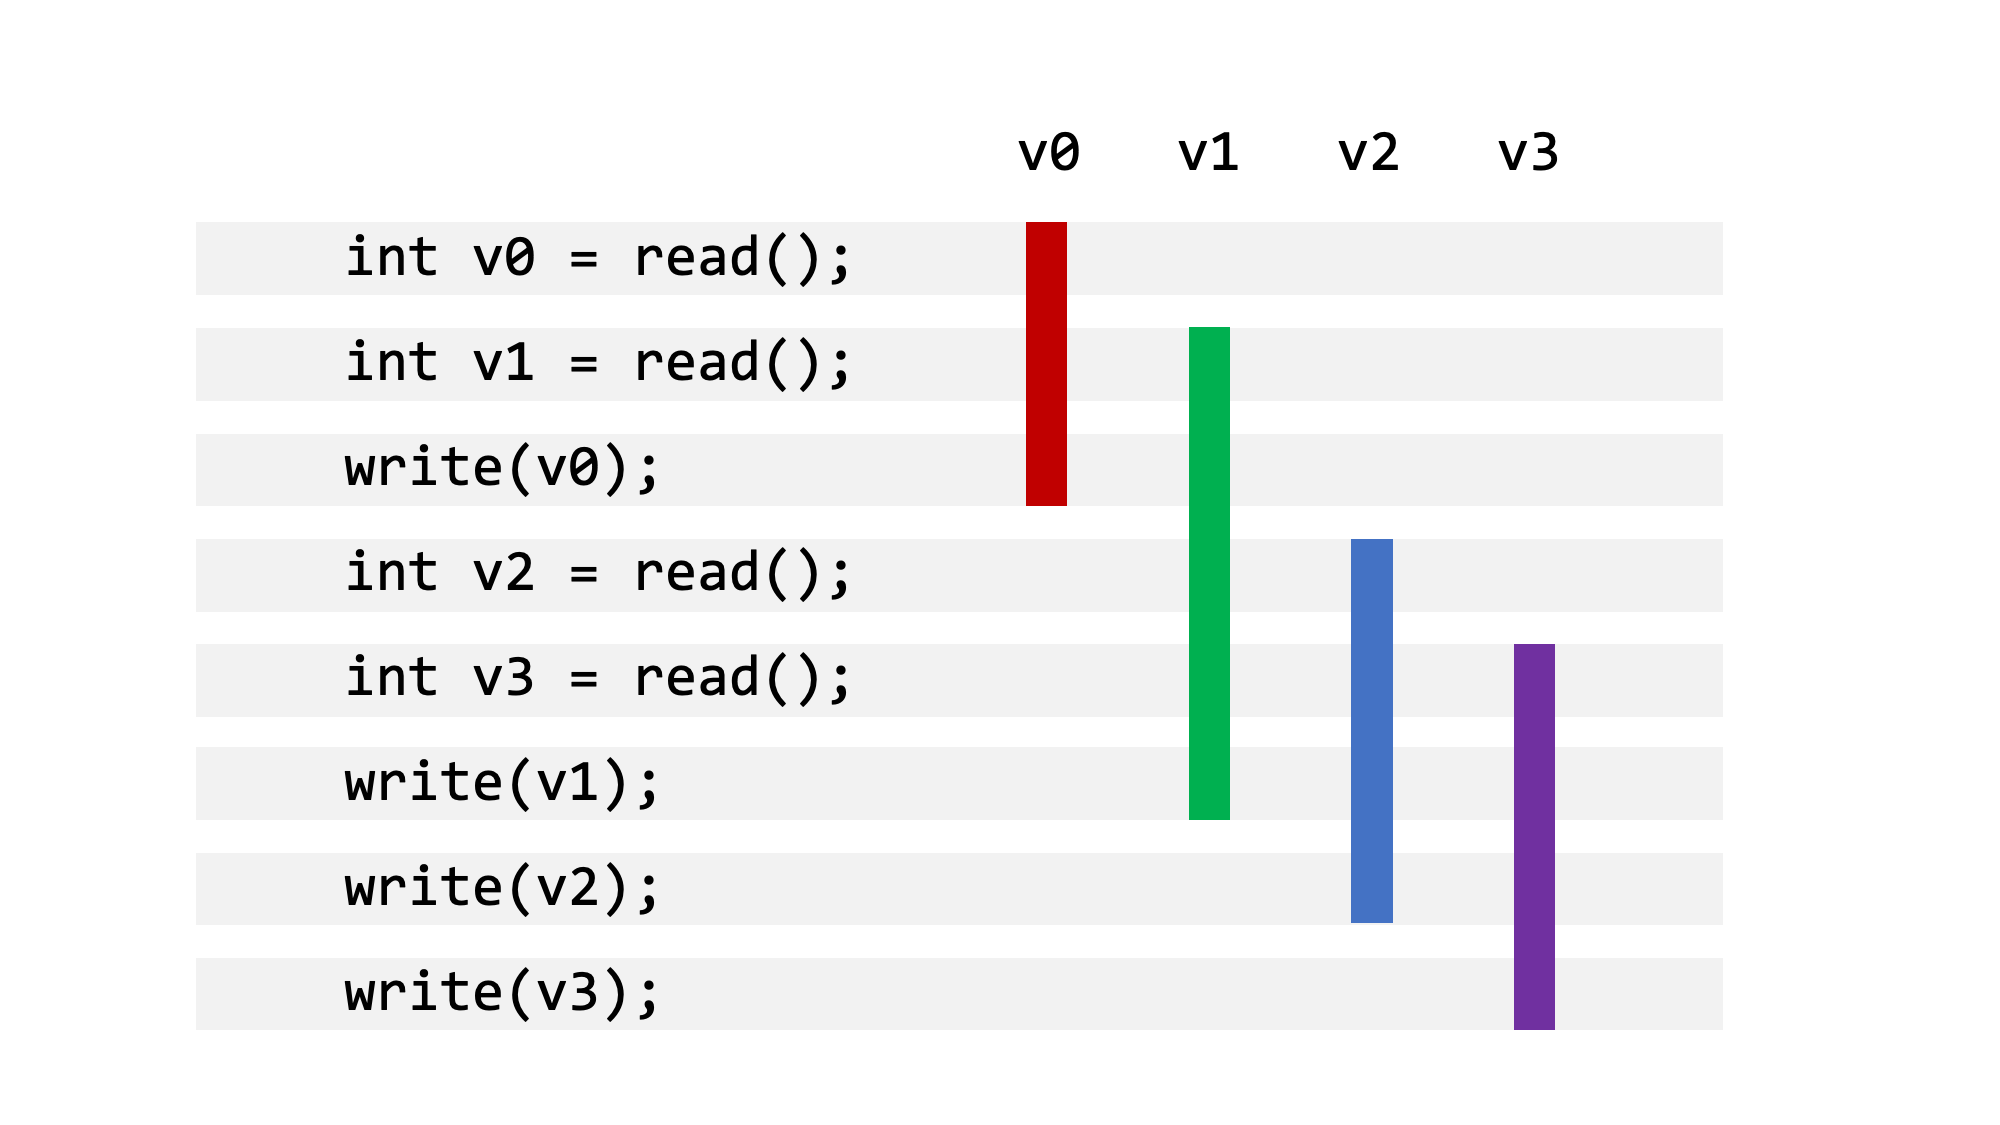 v0 v1 v2 v3
int v0 = read();
int v1 = read();
write(v0);
int v2 = read();
int v3 = read();
write(v1);
write(v2);
write(v3);